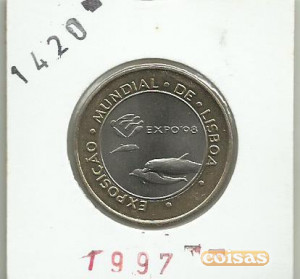 1420
EXPO'98
EXPOSIÇÃO • MUNDIAL • DE • LISBOA •
1997
coisas